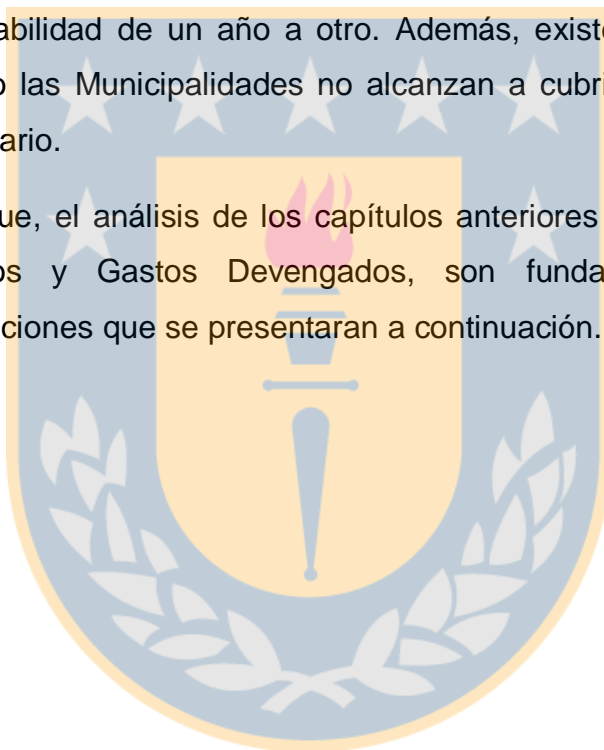 abilidad de un año a otro. Además, existe
o las Municipalidades no alcanzan a cubri
ario.
ue, el análisis de los capítulos anteriores
os y Gastos Devengados, son funda
ciones que se presentaran a continuación.